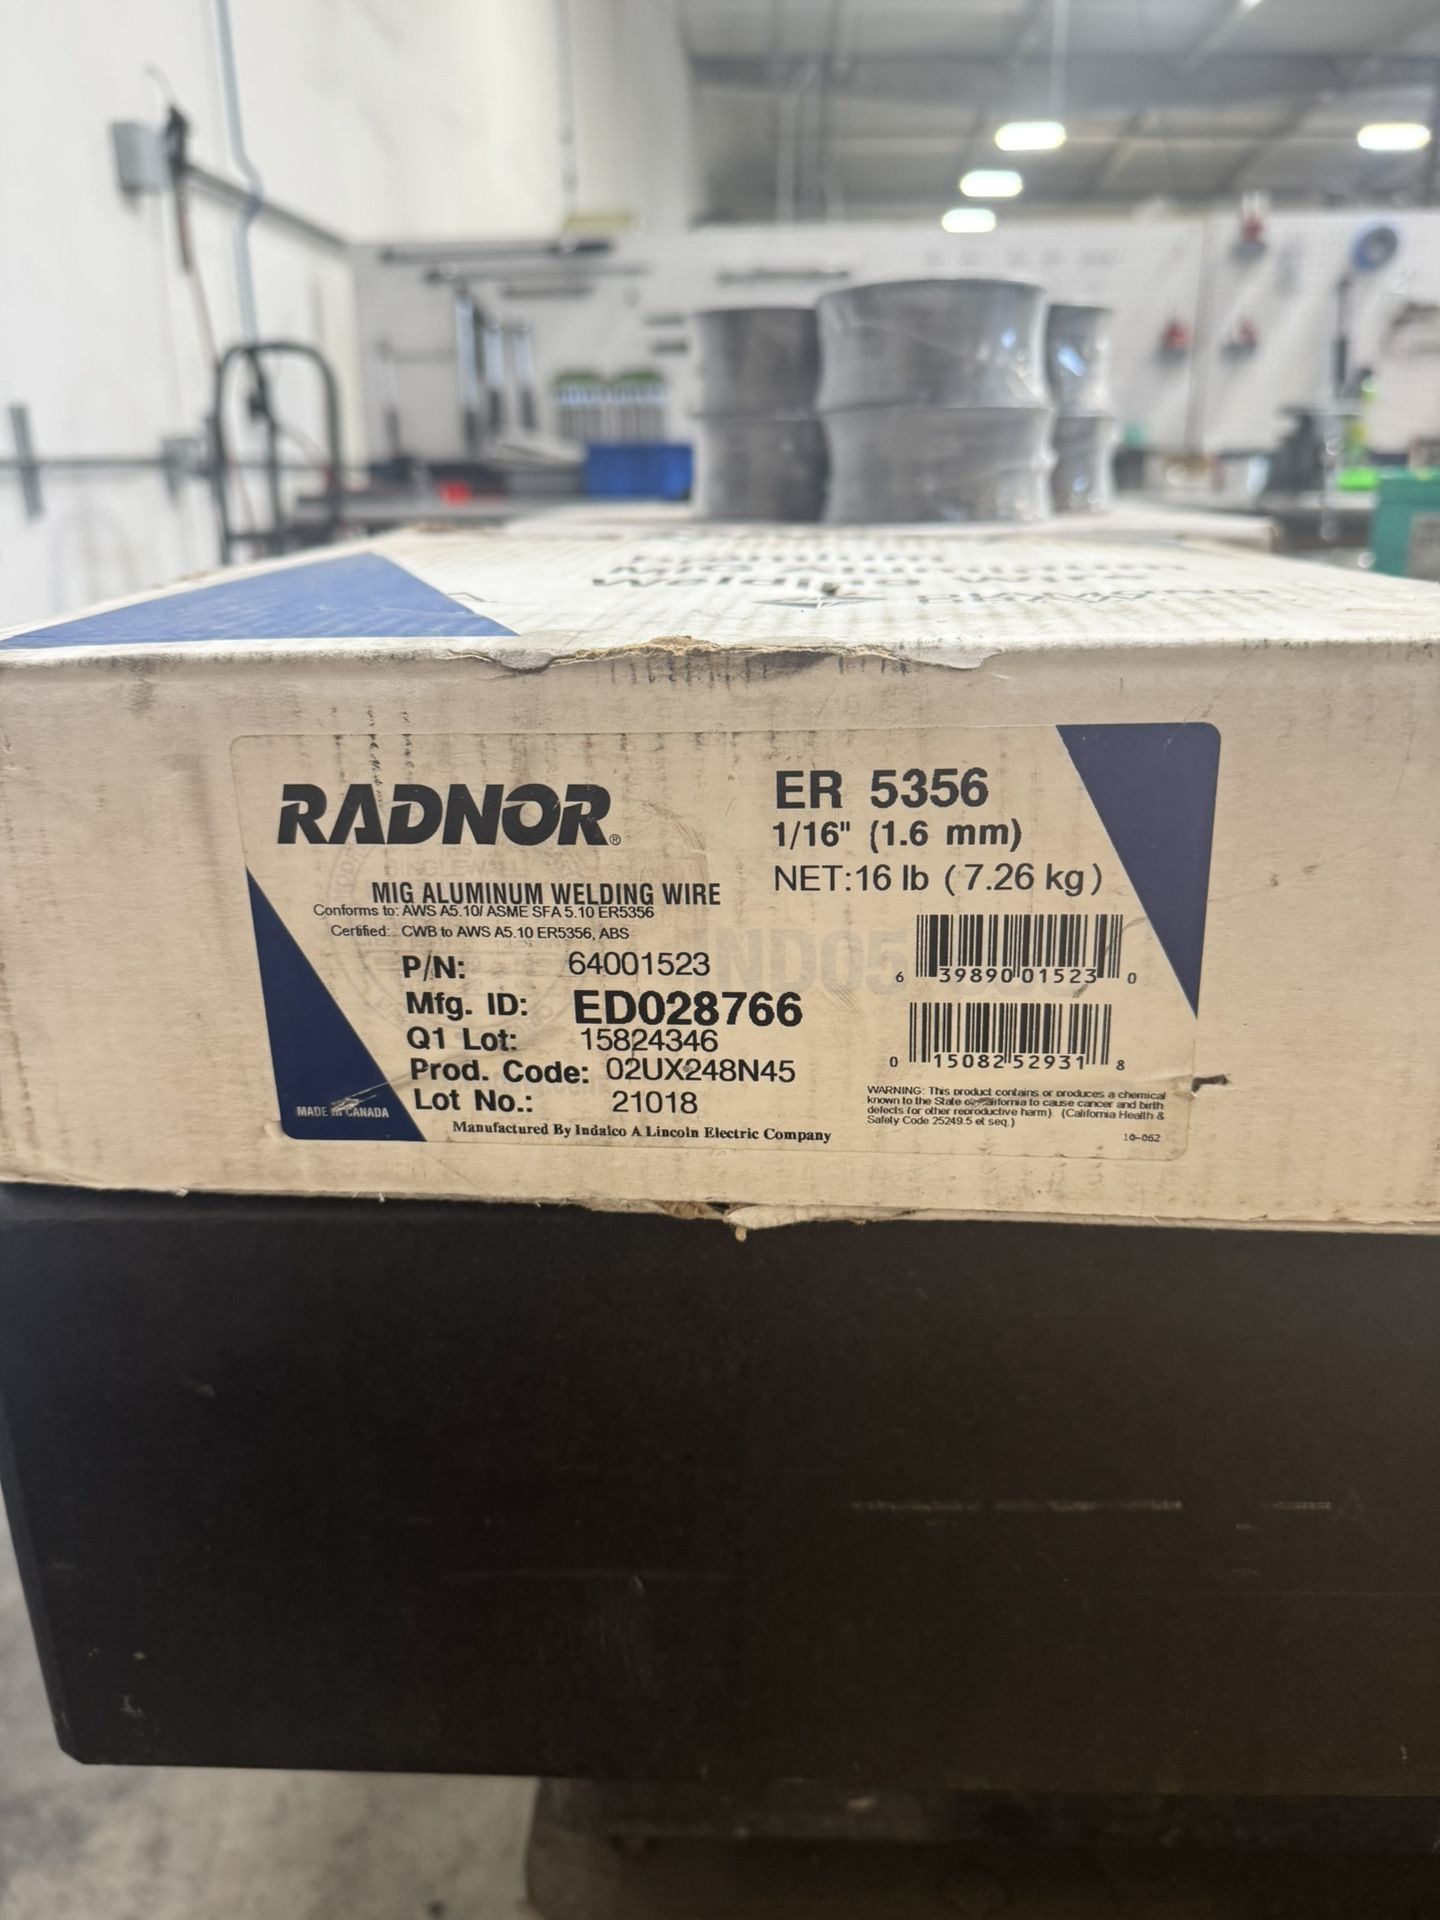 RADNOR®
MIG ALUMINUM WELDING WIRE
Conforms to: AWS A5.10/ ASME SFA 5.10 ER5356
Certified: CWB to AWS A5.10 ER5356, ABS
P/N: 64001523
Mfg. ID: ED028766
Q1 Lot: 15824346
Prod. Code: 02UX248N45
Lot No.: 21018
MADE IN CANADA
Manufactured By Indalco A Lincoln Electric Company
ER 5356
1/16" (1.6 mm)
NET:16 lb (7.26 kg)
6 39890 01523 0
0 15082 52931 8
WARNING: This product contains or produces a chemical
known to the State of California to cause cancer and birth
defects (or other reproductive harm). (California Health &
Safety Code 25249.5 et seq.)
10-062